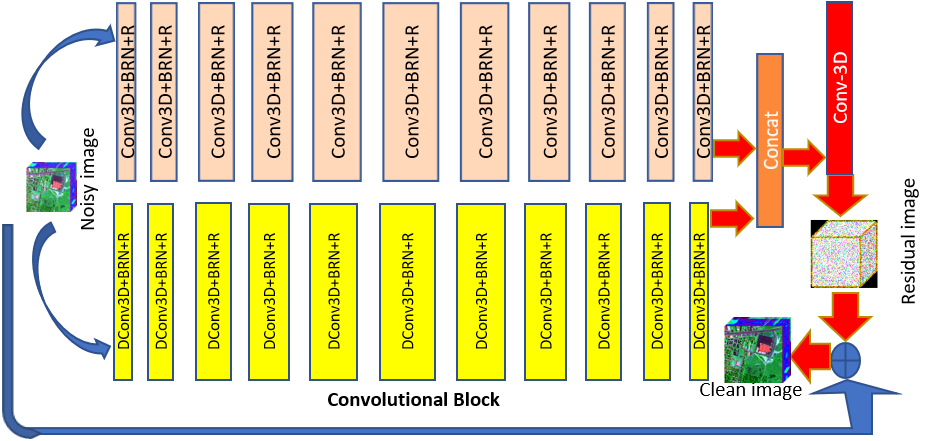 Conv3D+BRN+R
Conv3D+BRN+R
Conv3D+BRN+R
Conv3D+BRN+R
Conv3D+BRN+R
Conv3D+BRN+R
Conv3D+BRN+R
Conv3D+BRN+R
Conv3D+BRN+R
Conv3D+BRN+R
Conv3D+BRN+R
Concat
Conv-3D
Noisy image
Residual image
DConv3D+BRN+R
DConv3D+BRN+R
DConv3D+BRN+R
DConv3D+BRN+R
DConv3D+BRN+R
DConv3D+BRN+R
DConv3D+BRN+R
DConv3D+BRN+R
DConv3D+BRN+R
DConv3D+BRN+R
DConv3D+BRN+R
Clean image
Convolutional Block